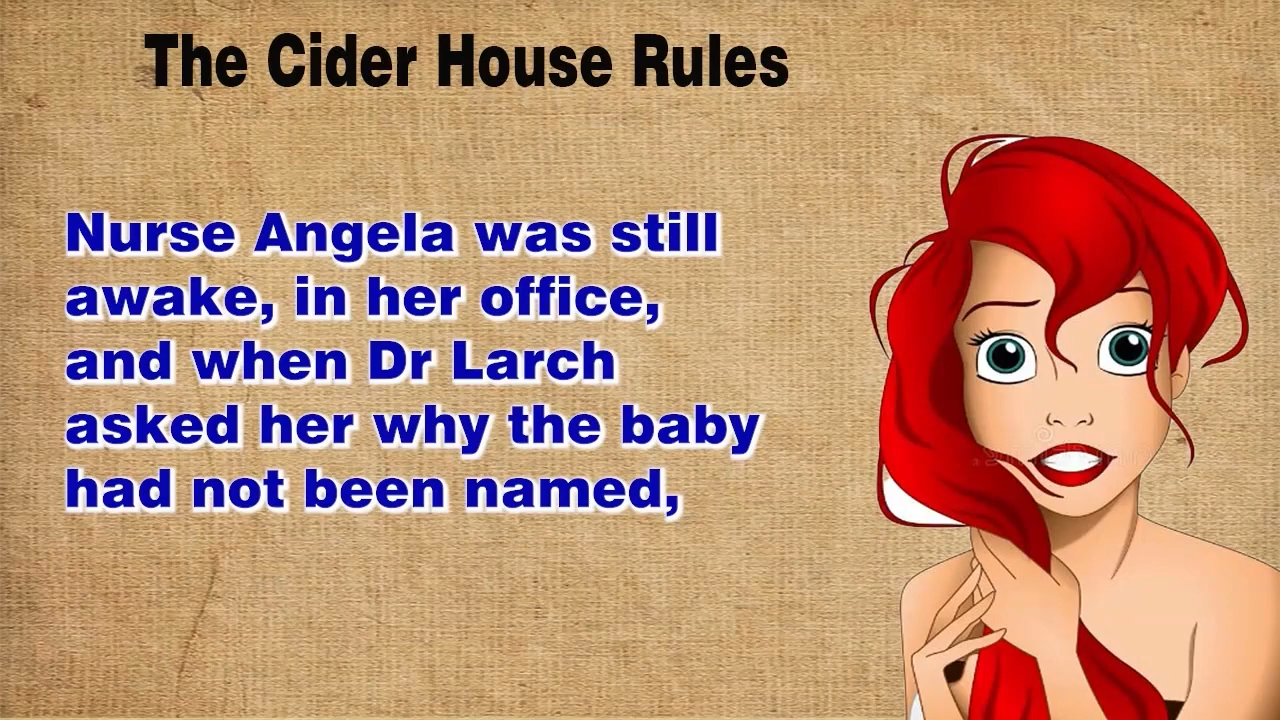 The Cider House Rules
Nurse Angela was still
awake, in her office,
and when Dr Larch
asked her why the baby
had not been named,